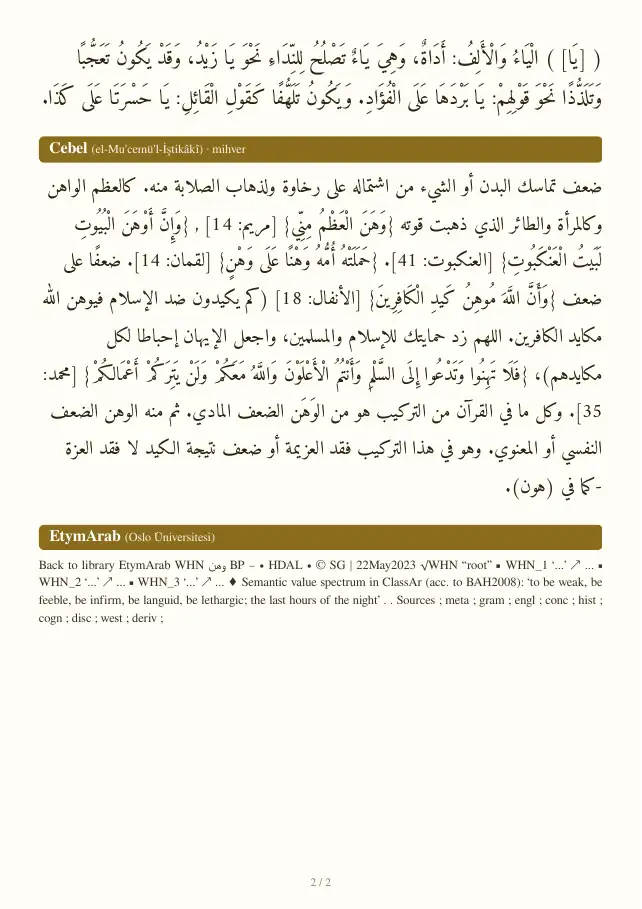 ( [يَا] ) الْيَاءُ وَالْأَلِفُ: أَدَاةٌ، وَهِيَ يَاءٌ تَصْلُحُ لِلنِّدَاءِ نَحْوَ يَا زَيْدُ، وَقَدْ يَكُونُ تَعَجُّبًا
وَتَلَذُّذًا نَحْوَ قَوْلِهِمْ: يَا بَرْدَهَا عَلَى الْفُؤَادِ. وَيَكُونُ تَلَهُّفًا كَقَوْلِ الْقَائِلِ: يَا حَسْرَتَا عَلَى كَذَا.
Cebel (el-Mu'cemü'l-İştikâkî) · mihver
ضعف تماسك البدن أو الشيء من اشتماله على رخاوة ولذهاب الصلابة منه. كالعظم الواهن
وكالمرأة والطائر الذي ذهبت قوته {وَهَنَ الْعَظْمُ مِنِّي} [مريم: 14] , {وَإِنَّ أَوْهَنَ الْبُيُوتِ
لَبَيتُ الْعَنْكَبُوتِ} [العنكبوت: 41]. {حَمَلَتْهُ أُمُّهُ وَهْنًا عَلَى وَهْنٍ} [لقمان: 14]. ضعفًا على
ضعف {وَأَنَّ اللَّهَ مُوهِنُ كَيدِ الْكَافِرِينَ} [الأنفال: 18] (كم يكيدون ضد الإسلام فيوهن الله
مكايد الكافرين. اللهم زد حمايتك للإسلام والمسلمين، واجعل الإيهان إحباطا لكل
مكايدهم)، {فَلَا تَهِنُوا وَتَدْعُوا إِلَى السَّلْمِ وَأَنْتُمُ الْأَعْلَوْنَ وَاللَّهُ مَعَكُمْ وَلَنْ يَتِرَكُمْ أَعْمَالَكُمْ} [محمد:
35]. وكل ما في القرآن من التركيب هو من الوَهَن الضعف المادي. ثم منه الوهن الضعف
النفسي أو المعنوي. وهو في هذا التركيب فقد العزيمة أو ضعف نتيجة الكيد لا فقد العزة
-كما في (هون).
EtymArab (Oslo Üniversitesi)
Back to library EtymArab WHN وهن BP – • HDAL • © SG | 22May2023 √WHN “root” ▪ WHN_1 ‘...’ ↗ ... ▪
WHN_2 ‘...’ ↗ ... ▪ WHN_3 ‘...’ ↗ ... ♦ Semantic value spectrum in ClassAr (acc. to BAH2008): ‘to be weak, be
feeble, be infirm, be languid, be lethargic; the last hours of the night’ . . Sources ; meta ; gram ; engl ; conc ; hist ;
cogn ; disc ; west ; deriv ;
2 / 2